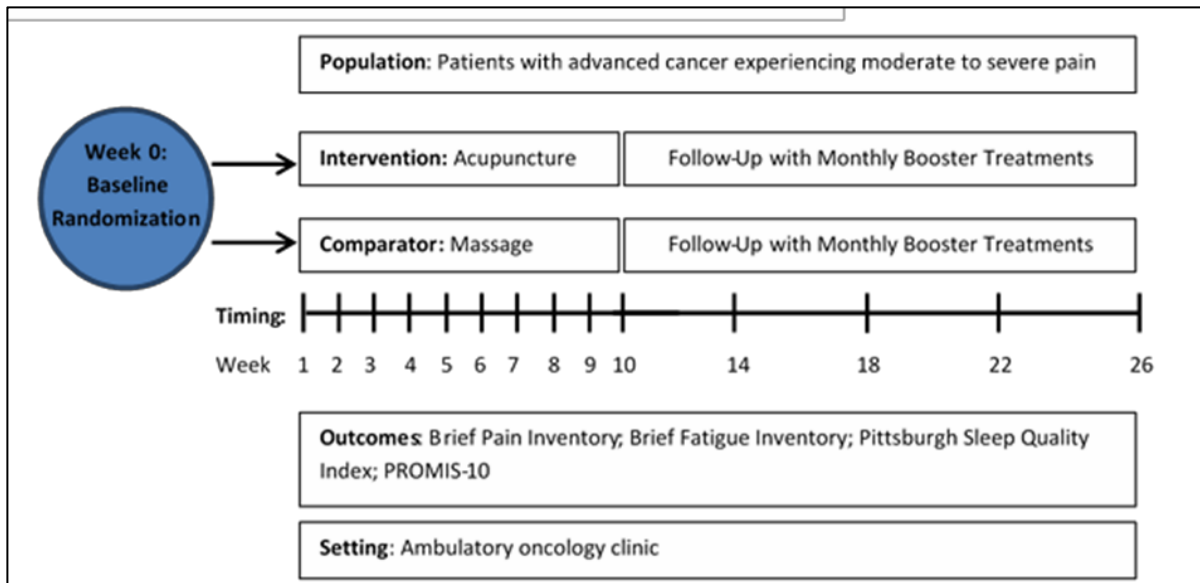 Population: Patients with advanced cancer experiencing moderate to severe pain
Week 0:
Baseline
Randomization
Intervention: Acupuncture
Follow-Up with Monthly Booster Treatments
Comparator: Massage
Follow-Up with Monthly Booster Treatments
Timing:
Week 1 2 3 4 5 6 7 8 9 10 14 18 22 26
Outcomes: Brief Pain Inventory; Brief Fatigue Inventory; Pittsburgh Sleep Quality
Index; PROMIS-10
Setting: Ambulatory oncology clinic